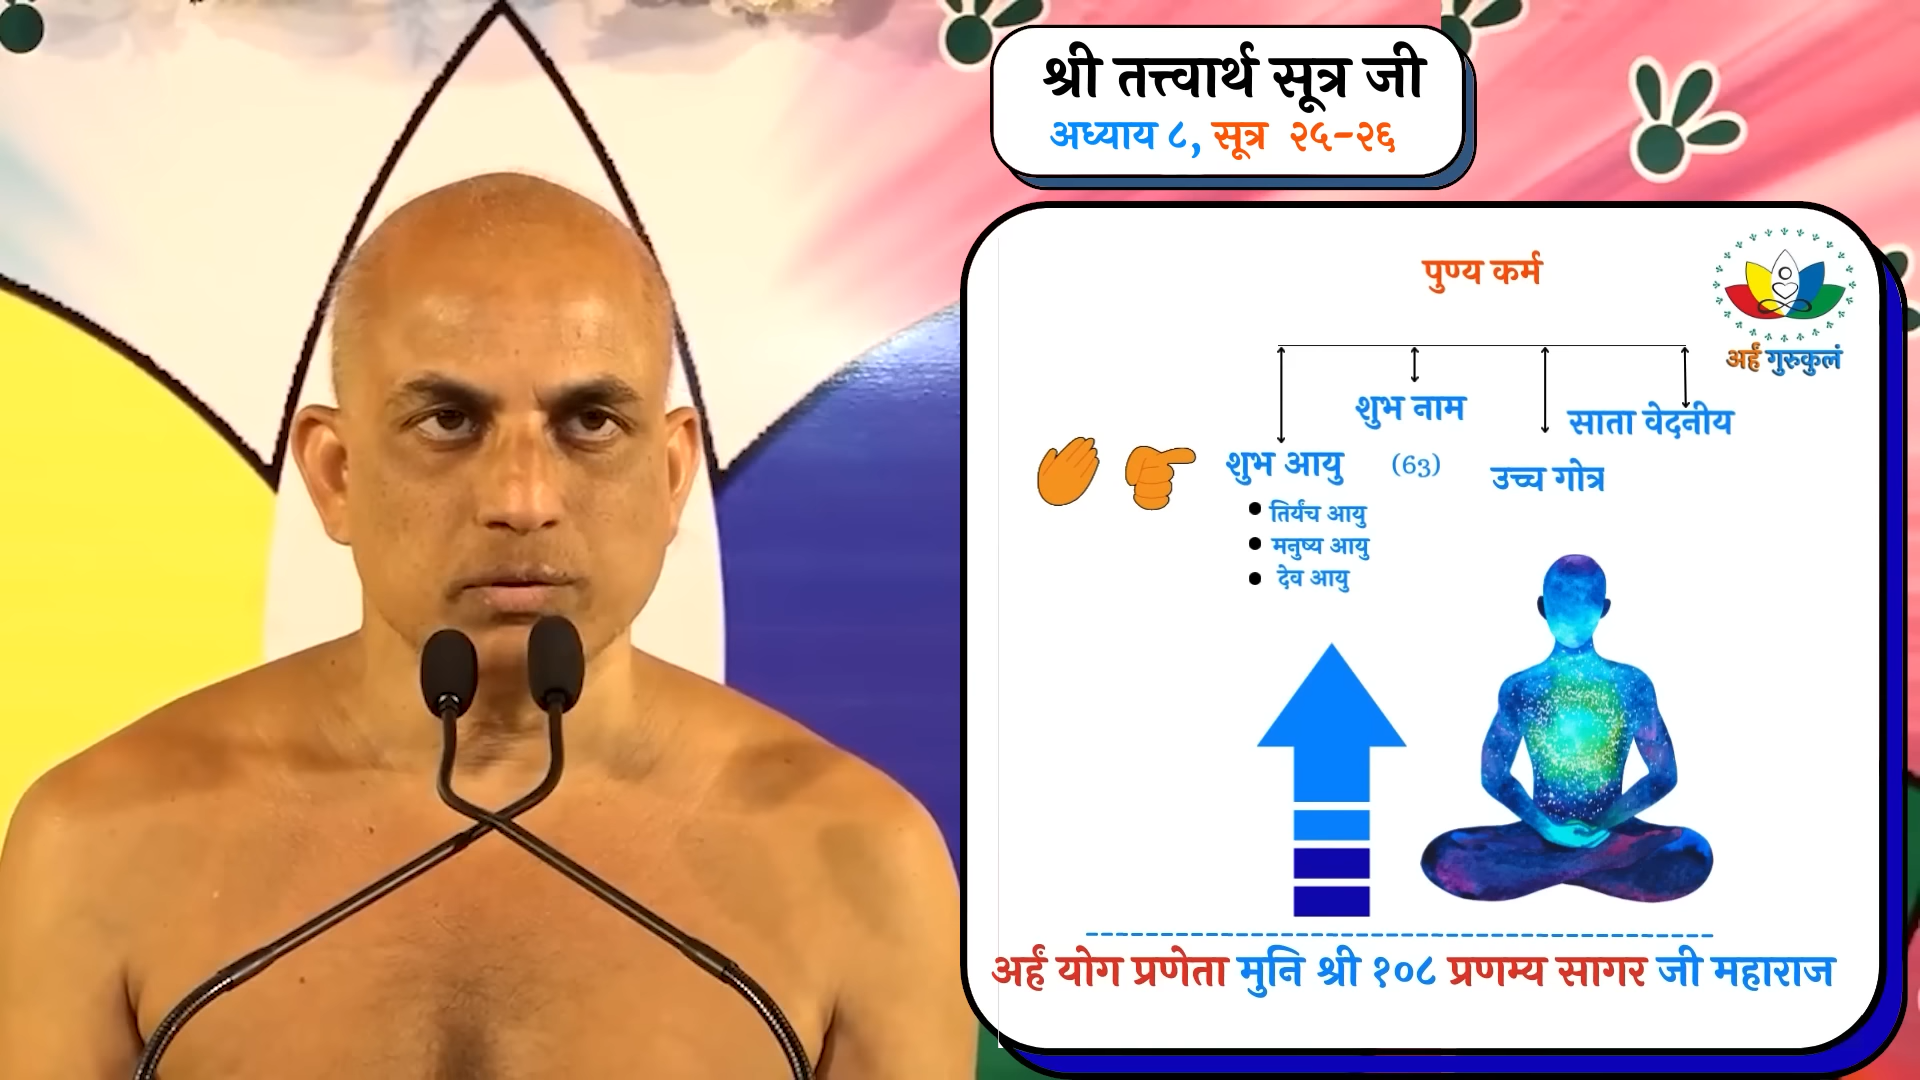 श्री तत्त्वार्थ सूत्र जी
अध्याय ८, सूत्र २५-२६
पुण्य कर्म
अर्हं गुरुकुलं
शुभ नाम
साता वेदनीय
शुभ आयु
(63)
उच्च गोत्र
तिर्यंच आयु
मनुष्य आयु
देव आयु
अर्हं योग प्रणेता मुनि श्री १०८ प्रणम्य सागर जी महाराज